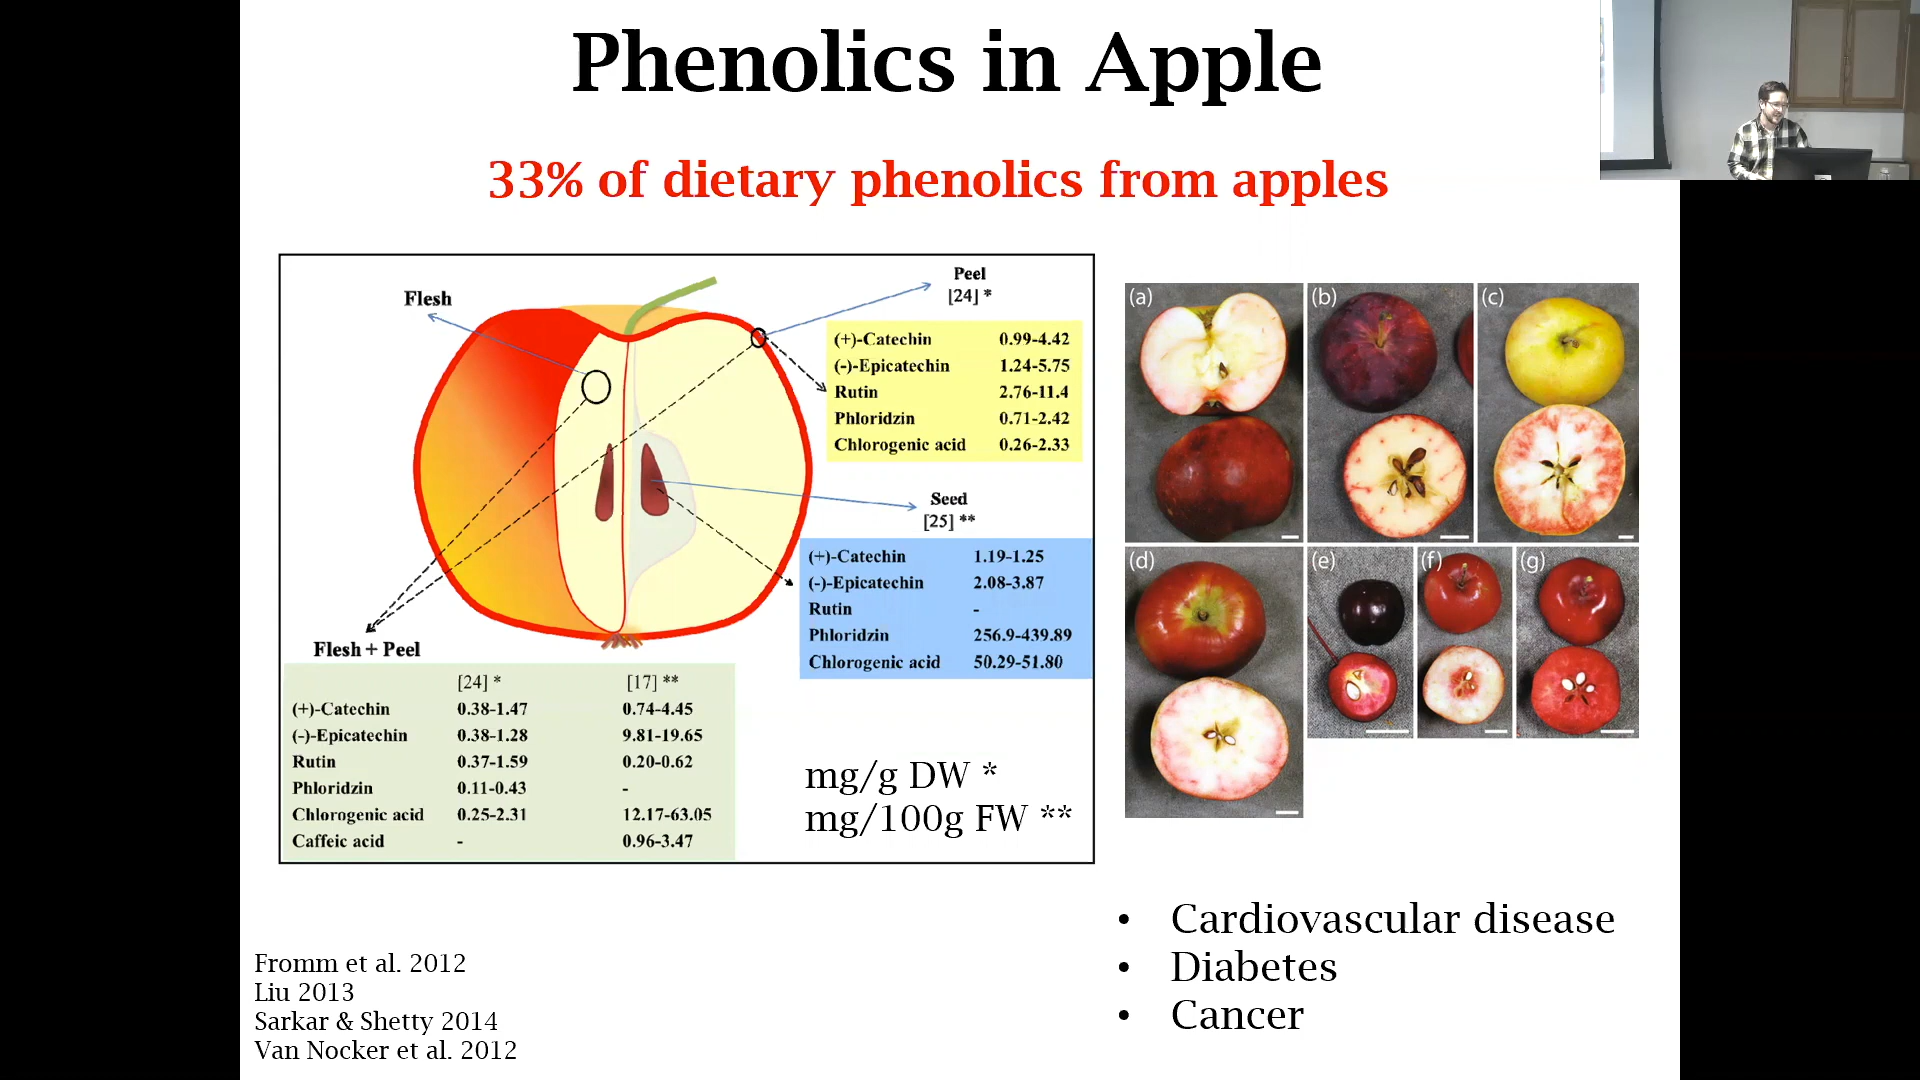 Phenolics in Apple
33% of dietary phenolics from apples
Flesh
Peel
[24] *
(+)-Catechin 0.99-4.42
(-)-Epicatechin 1.24-5.75
Rutin 2.76-11.4
Phloridzin 0.71-2.42
Chlorogenic acid 0.26-2.33
Seed
[25] **
(+)-Catechin 1.19-1.25
(-)-Epicatechin 2.08-3.87
Rutin -
Phloridzin 256.9-439.89
Chlorogenic acid 50.29-51.80
Flesh + Peel
[24] * [17] **
(+)-Catechin 0.38-1.47 0.74-4.45
(-)-Epicatechin 0.38-1.28 9.81-19.65
Rutin 0.37-1.59 0.20-0.62
Phloridzin 0.11-0.43 -
Chlorogenic acid 0.25-2.31 12.17-63.05
Caffeic acid - 0.96-3.47
mg/g DW *
mg/100g FW **
(a) (b) (c)
(d) (e) (f) (g)
• Cardiovascular disease
• Diabetes
• Cancer
Fromm et al. 2012
Liu 2013
Sarkar & Shetty 2014
Van Nocker et al. 2012